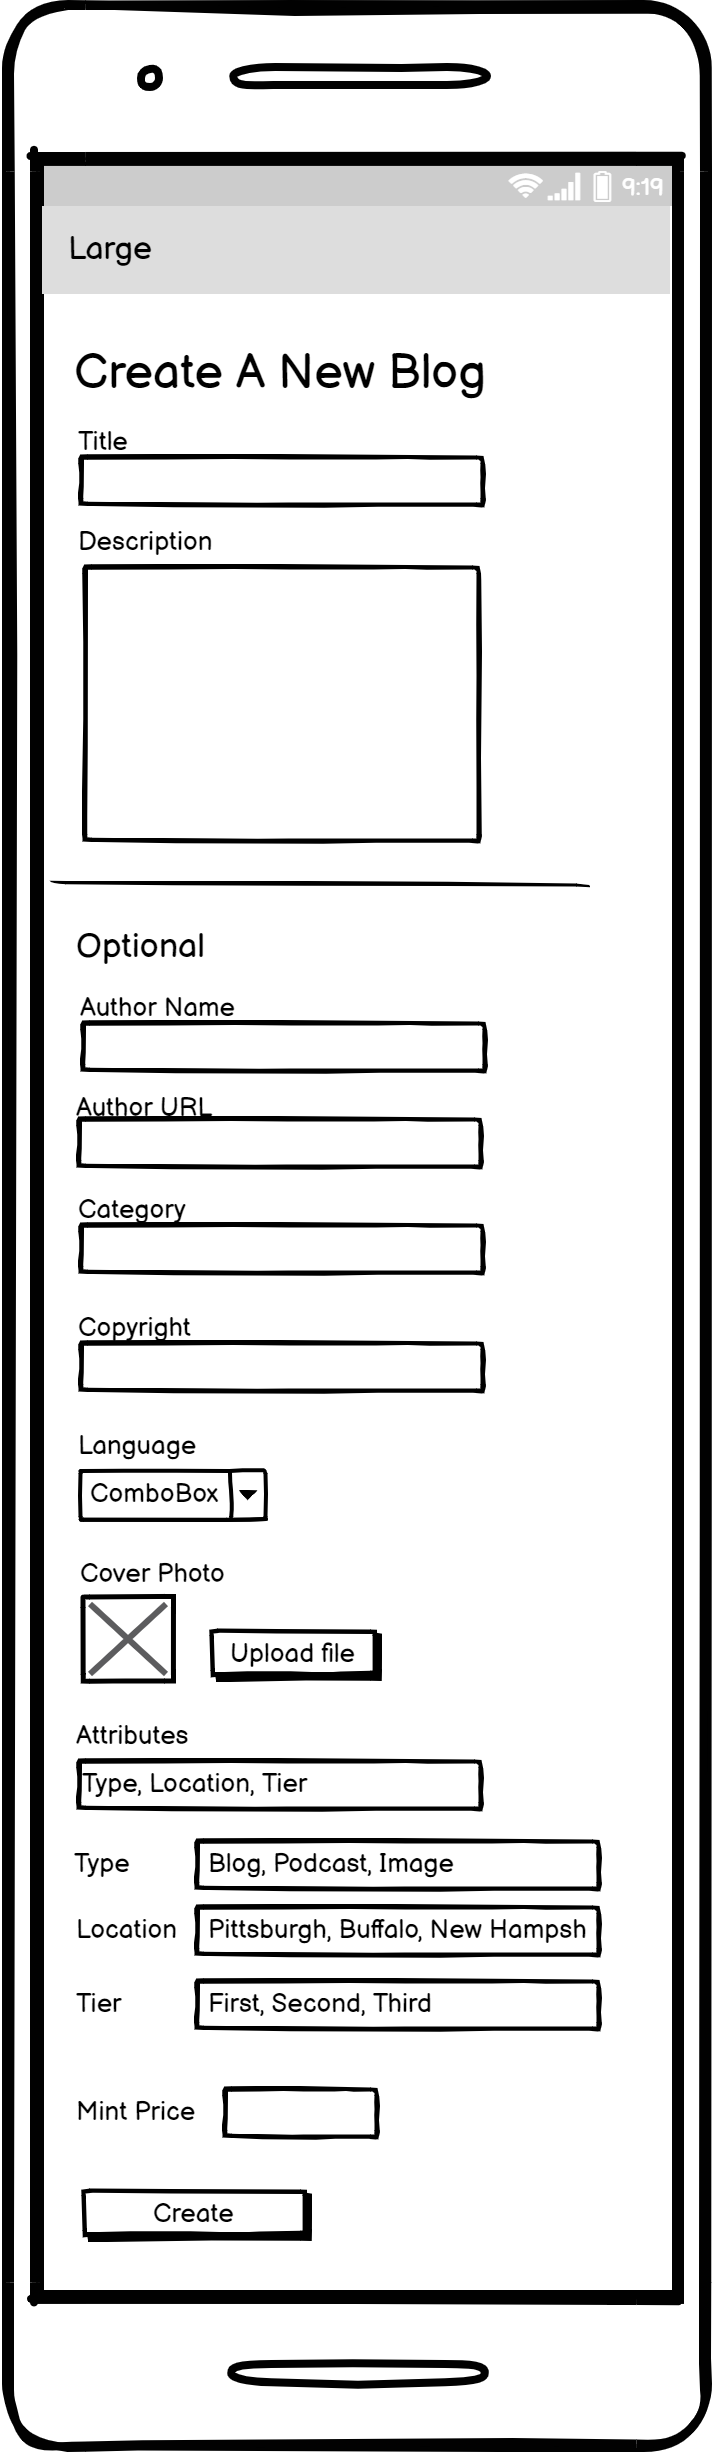 9:19
Large
Create A New Blog
Title
Description
Optional
Author Name
Author URL
Category
Copyright
Language
ComboBox
Cover Photo
Upload file
Attributes
Type, Location, Tier
Type Blog, Podcast, Image
Location Pittsburgh, Buffalo, New Hampsh
Tier First, Second, Third
Mint Price
Create